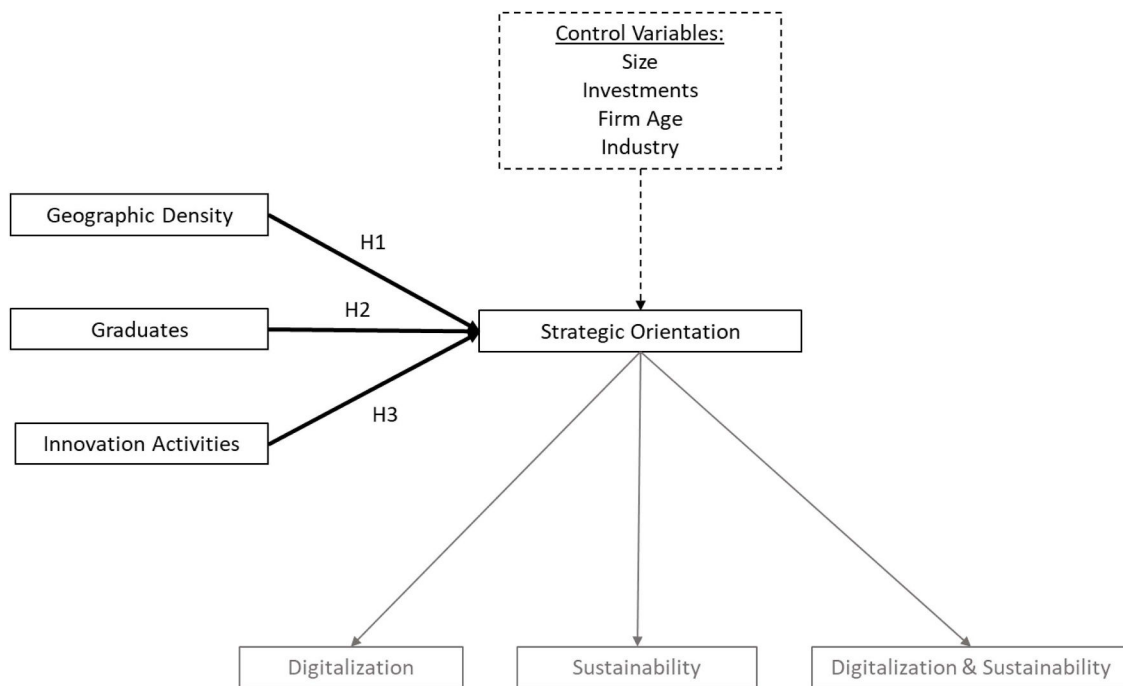 Control Variables:
Size
Investments
Firm Age
Industry
Geographic Density
H1
Graduates
H2
Strategic Orientation
H3
Innovation Activities
Digitalization
Sustainability
Digitalization & Sustainability